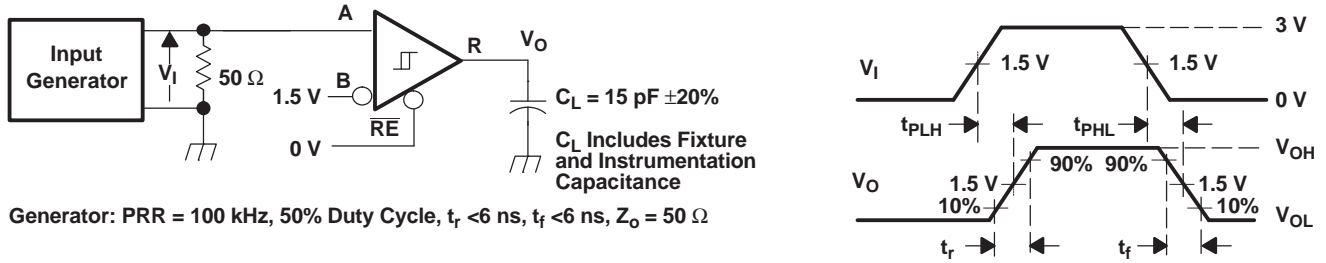 Input
Generator
V_I
50 Ω
A
B
1.5 V
R̅E̅
0 V
R
V_O
C_L = 15 pF ±20%
C_L Includes Fixture
and Instrumentation
Capacitance
Generator: PRR = 100 kHz, 50% Duty Cycle, t_r <6 ns, t_f <6 ns, Z_o = 50 Ω
3 V
V_I
1.5 V
1.5 V
0 V
t_PLH
t_PHL
V_OH
90%
90%
V_O
1.5 V
1.5 V
10%
10%
V_OL
t_r
t_f